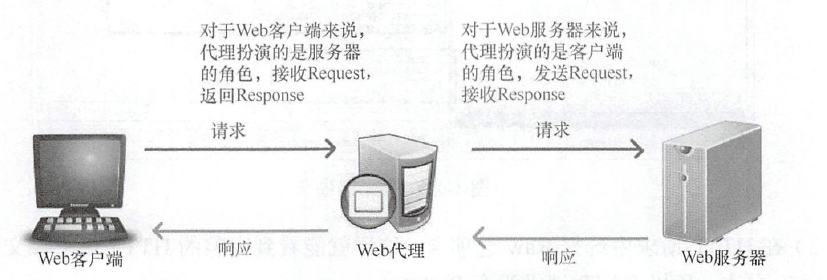 对于Web客户端来说，
代理扮演的是服务器
的角色，接收Request，
返回Response
对于Web服务器来说，
代理扮演的是客户端
的角色，发送Request，
接收Response
请求
请求
响应
响应
Web客户端
Web代理
Web服务器